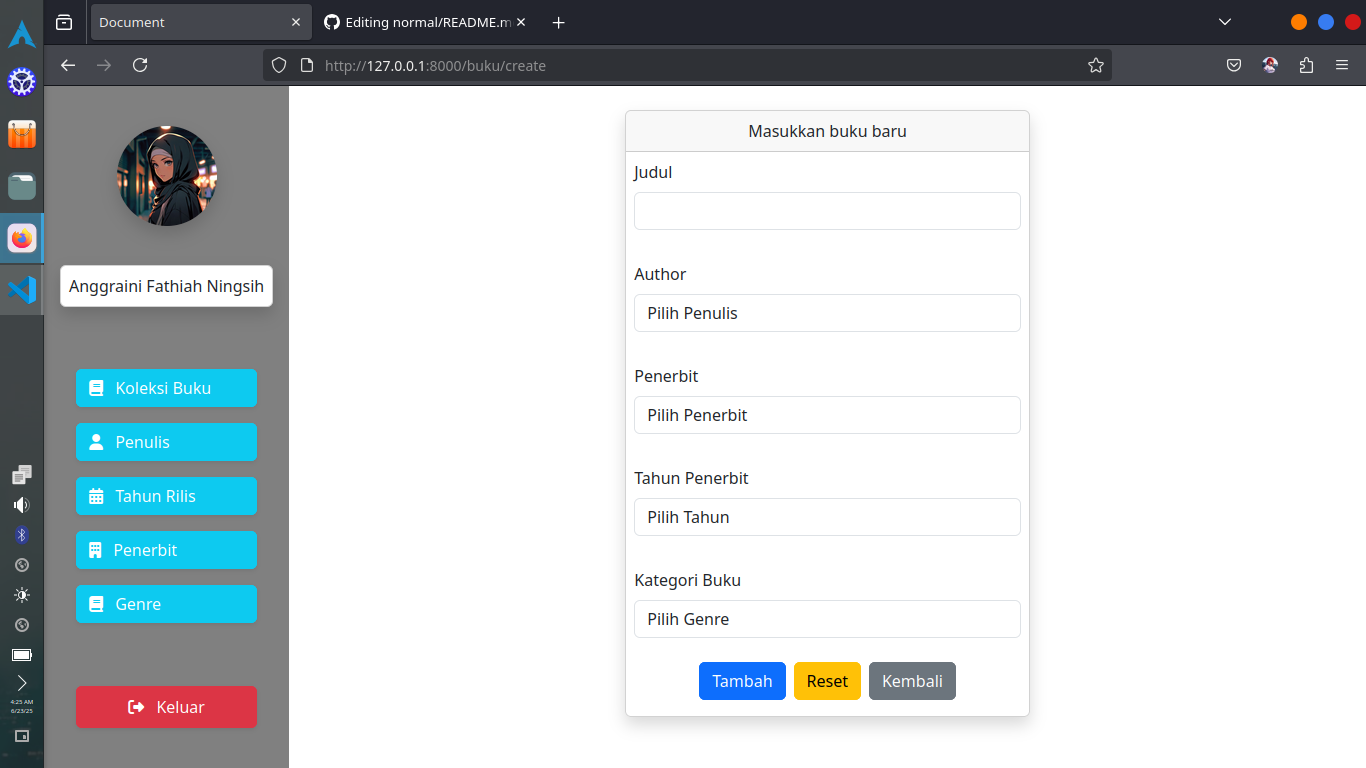 Document
Editing normal/README.m
http://127.0.0.1:8000/buku/create
Anggraini Fathiah Ningsih
Koleksi Buku
Penulis
Tahun Rilis
Penerbit
Genre
Keluar
Masukkan buku baru
Judul
Author
Pilih Penulis
Penerbit
Pilih Penerbit
Tahun Penerbit
Pilih Tahun
Kategori Buku
Pilih Genre
Tambah
Reset
Kembali
4:25 AM
6/23/25